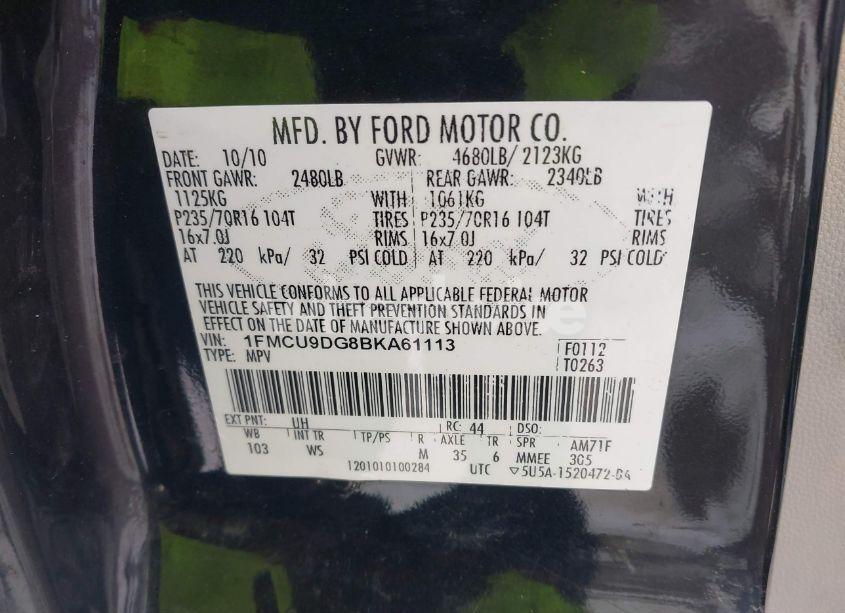 MFD. BY FORD MOTOR CO.
DATE: 10/10 GVWR: 4680LB/ 2123KG
FRONT GAWR: 2480LB REAR GAWR: 2340LB
1125KG WITH 1061KG WITH
P235/70R16 104T TIRES P235/70R16 104T TIRES
16x7.0J RIMS 16x7.0J RIMS
AT 220 kPa/ 32 PSI COLD AT 220 kPa/ 32 PSI COLD
THIS VEHICLE CONFORMS TO ALL APPLICABLE FEDERAL MOTOR
VEHICLE SAFETY AND THEFT PREVENTION STANDARDS IN
EFFECT ON THE DATE OF MANUFACTURE SHOWN ABOVE.
VIN: 1FMCU9DG8BKA61113 F0112
TYPE: MPV T0263
EXT PNT: UH RC: 44 DSO:
WB INT TR TP/PS R AXLE TR SPR AM71F
103 WS M 35 6 MMEE 3G5
1201010100284 UTC 5U5A-1520472-BA